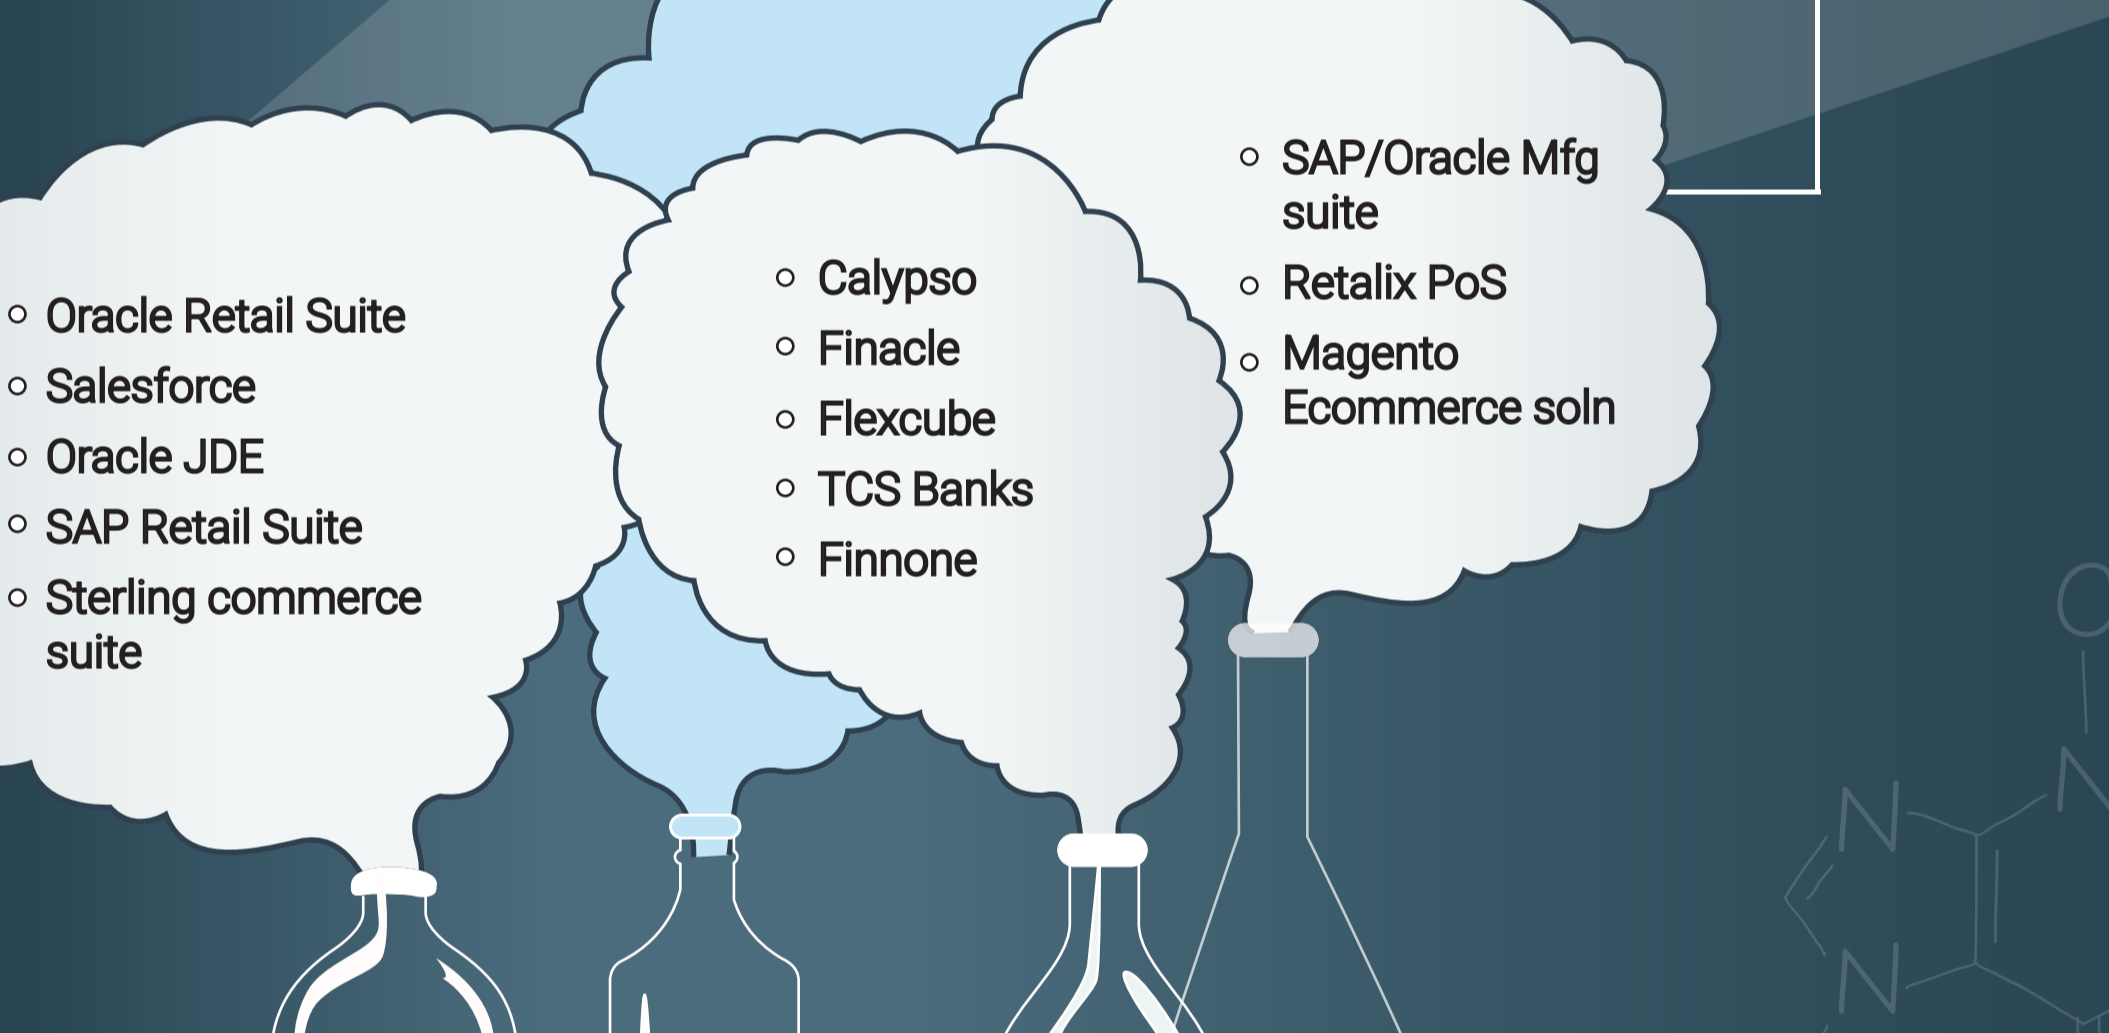 Oracle Retail Suite
Salesforce
Oracle JDE
SAP Retail Suite
Sterling commerce
suite
Calypso
Finacle
Flexcube
TCS Banks
Finnone
SAP/Oracle Mfg
suite
Retalix PoS
Magento
Ecommerce soln
O
N
N
N